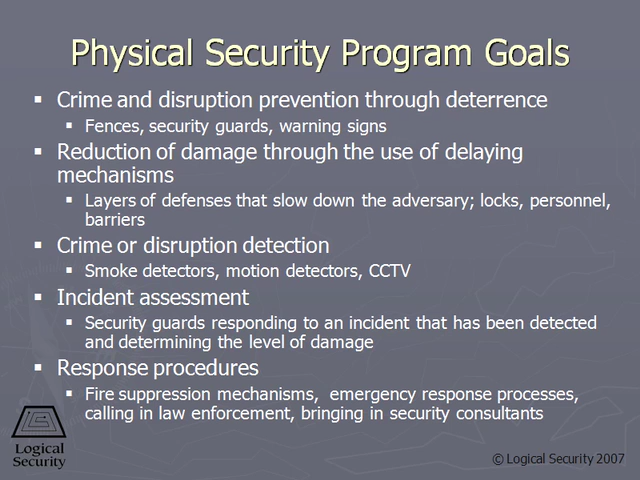 Physical Security Program Goals
▪ Crime and disruption prevention through deterrence
▪ Fences, security guards, warning signs
▪ Reduction of damage through the use of delaying
mechanisms
▪ Layers of defenses that slow down the adversary; locks, personnel,
barriers
▪ Crime or disruption detection
▪ Smoke detectors, motion detectors, CCTV
▪ Incident assessment
▪ Security guards responding to an incident that has been detected
and determining the level of damage
▪ Response procedures
▪ Fire suppression mechanisms, emergency response processes,
calling in law enforcement, bringing in security consultants
Logical
Security
© Logical Security 2007